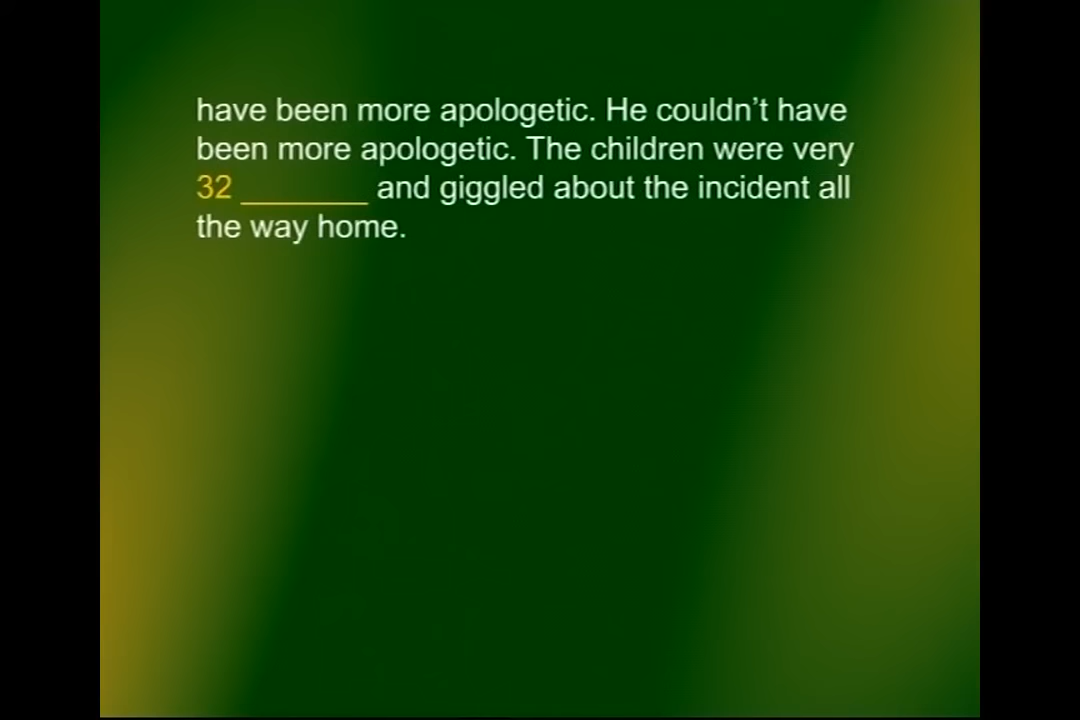 have been more apologetic. He couldn’t have
been more apologetic. The children were very
32 _______ and giggled about the incident all
the way home.